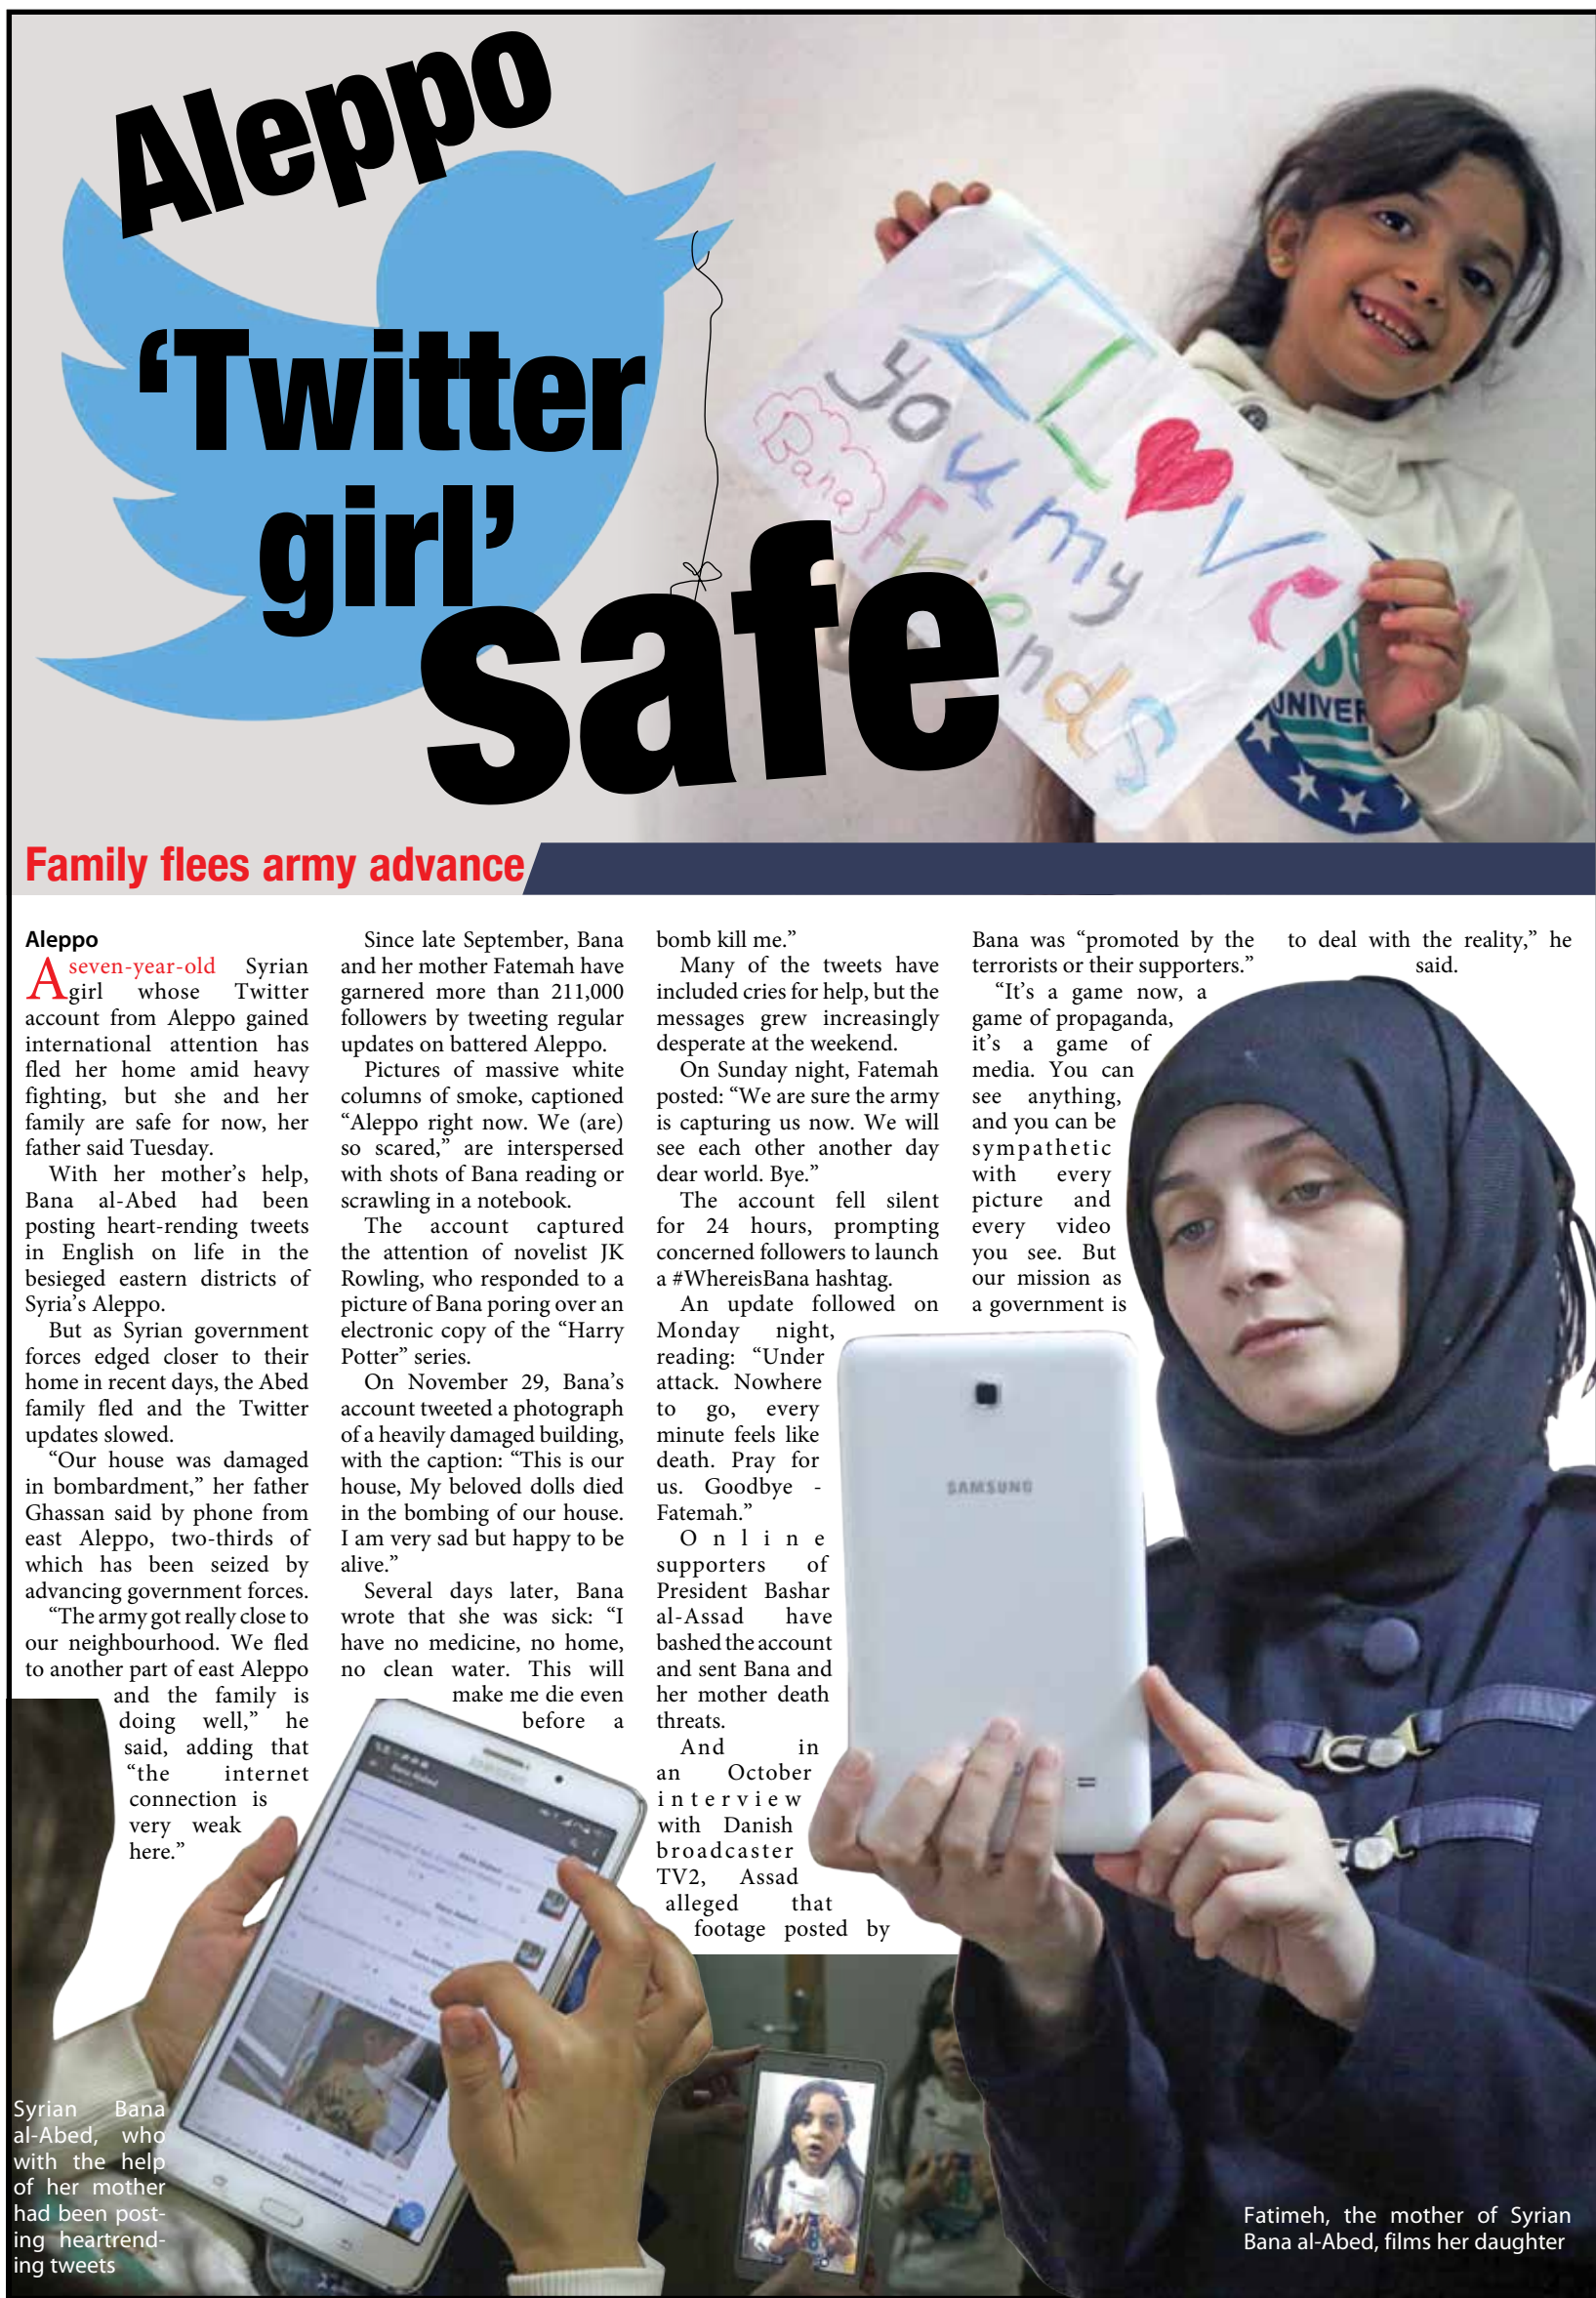 Aleppo
‘Twitter
girl’
safe
I L♥VE
you my
Friends
Bana
UNIVER
Family flees army advance
Aleppo
A seven-year-old Syrian
girl whose Twitter
account from Aleppo gained
international attention has
fled her home amid heavy
fighting, but she and her
family are safe for now, her
father said Tuesday.
With her mother’s help,
Bana al-Abed had been
posting heart-rending tweets
in English on life in the
besieged eastern districts of
Syria’s Aleppo.
But as Syrian government
forces edged closer to their
home in recent days, the Abed
family fled and the Twitter
updates slowed.
“Our house was damaged
in bombardment,” her father
Ghassan said by phone from
east Aleppo, two-thirds of
which has been seized by
advancing government forces.
“The army got really close to
our neighbourhood. We fled
to another part of east Aleppo
and the family is
doing well,” he
said, adding that
“the internet
connection is
very weak
here.”
Since late September, Bana
and her mother Fatemah have
garnered more than 211,000
followers by tweeting regular
updates on battered Aleppo.
Pictures of massive white
columns of smoke, captioned
“Aleppo right now. We (are)
so scared,” are interspersed
with shots of Bana reading or
scrawling in a notebook.
The account captured
the attention of novelist JK
Rowling, who responded to a
picture of Bana poring over an
electronic copy of the “Harry
Potter” series.
On November 29, Bana’s
account tweeted a photograph
of a heavily damaged building,
with the caption: “This is our
house, My beloved dolls died
in the bombing of our house.
I am very sad but happy to be
alive.”
Several days later, Bana
wrote that she was sick: “I
have no medicine, no home,
no clean water. This will
make me die even
before a
bomb kill me.”
Many of the tweets have
included cries for help, but the
messages grew increasingly
desperate at the weekend.
On Sunday night, Fatemah
posted: “We are sure the army
is capturing us now. We will
see each other another day
dear world. Bye.”
The account fell silent
for 24 hours, prompting
concerned followers to launch
a #WhereisBana hashtag.
An update followed on
Monday night,
reading: “Under
attack. Nowhere
to go, every
minute feels like
death. Pray for
us. Goodbye -
Fatemah.”
Online
supporters of
President Bashar
al-Assad have
bashed the account
and sent Bana and
her mother death
threats.
And in
an October
interview
with Danish
broadcaster
TV2, Assad
alleged that
footage posted by
Bana was “promoted by the
terrorists or their supporters.”
“It’s a game now, a
game of propaganda,
it’s a game of
media. You can
see anything,
and you can be
sympathetic
with every
picture and
every video
you see. But
our mission as
a government is
to deal with the reality,” he
said.
SAMSUNG
Syrian Bana
al-Abed, who
with the help
of her mother
had been post-
ing heartrend-
ing tweets
Fatimeh, the mother of Syrian
Bana al-Abed, films her daughter